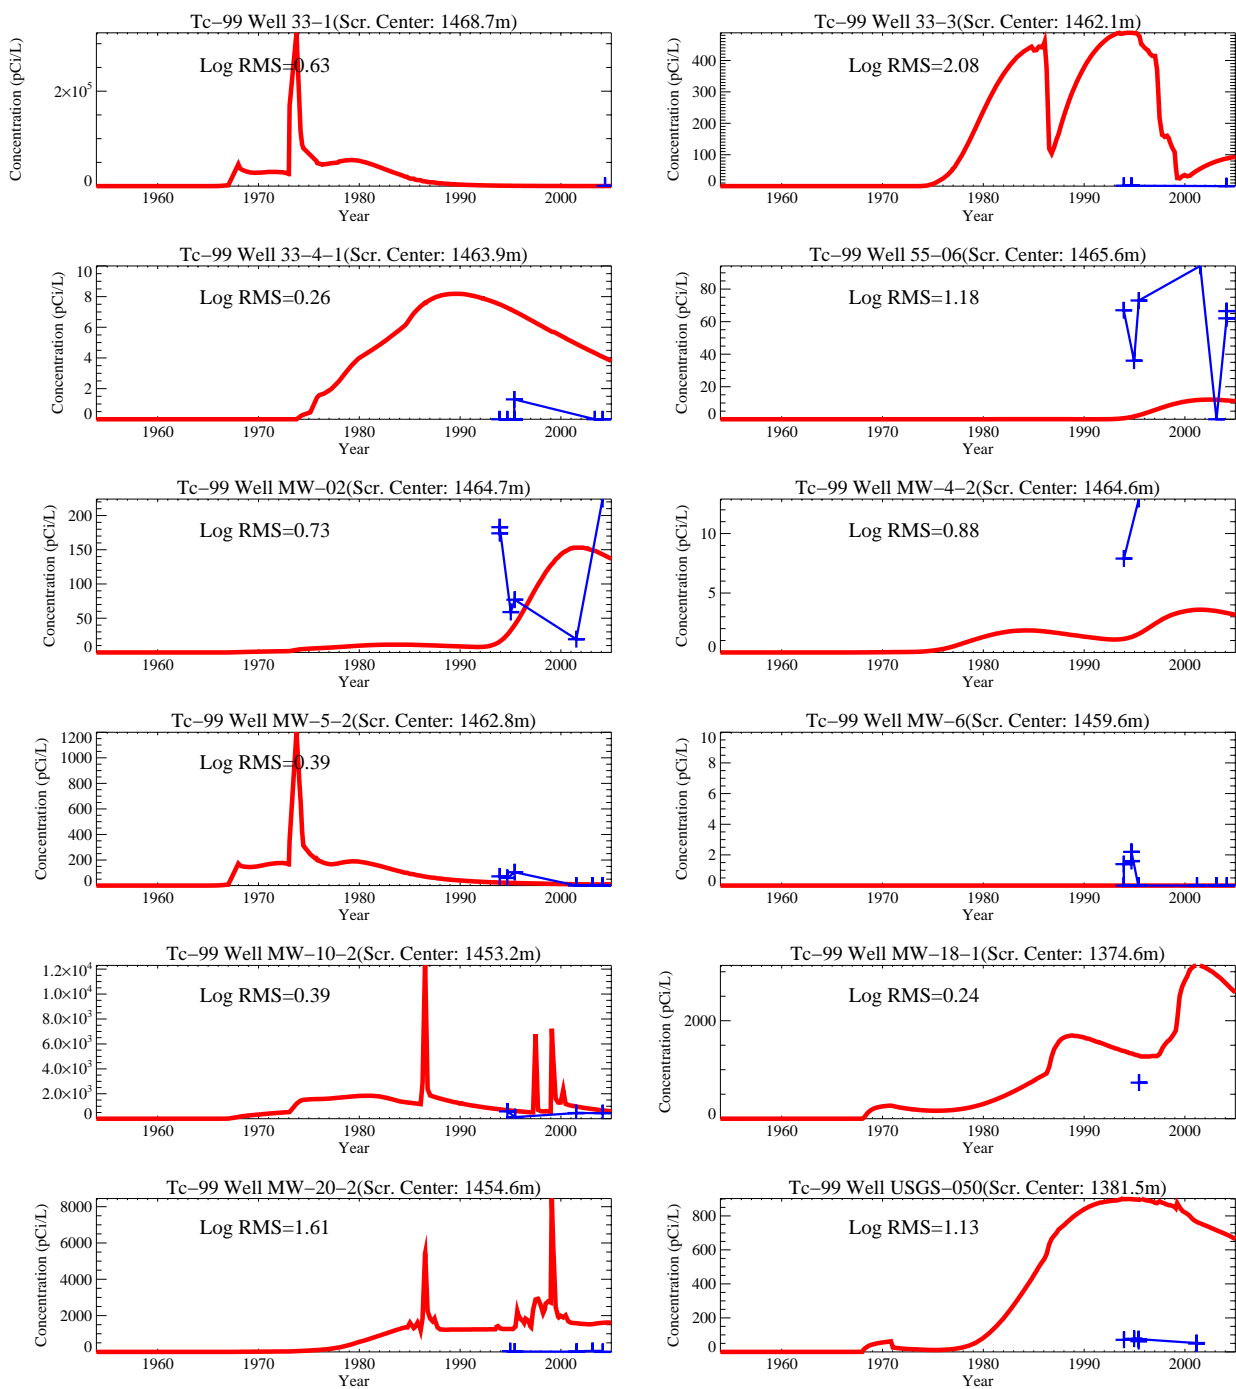 Tc-99 Well 33-1(Scr. Center: 1468.7m)
Concentration (pCi/L)
2×10⁵
0
Log RMS=0.63
1960 1970 1980 1990 2000
Year
Tc-99 Well 33-3(Scr. Center: 1462.1m)
Concentration (pCi/L)
400
300
200
100
0
Log RMS=2.08
1960 1970 1980 1990 2000
Year
Tc-99 Well 33-4-1(Scr. Center: 1463.9m)
Concentration (pCi/L)
10
8
6
4
2
0
Log RMS=0.26
1960 1970 1980 1990 2000
Year
Tc-99 Well 55-06(Scr. Center: 1465.6m)
Concentration (pCi/L)
80
60
40
20
0
Log RMS=1.18
1960 1970 1980 1990 2000
Year
Tc-99 Well MW-02(Scr. Center: 1464.7m)
Concentration (pCi/L)
200
150
100
50
0
Log RMS=0.73
1960 1970 1980 1990 2000
Year
Tc-99 Well MW-4-2(Scr. Center: 1464.6m)
Concentration (pCi/L)
10
5
0
Log RMS=0.88
1960 1970 1980 1990 2000
Year
Tc-99 Well MW-5-2(Scr. Center: 1462.8m)
Concentration (pCi/L)
1200
1000
800
600
400
200
0
Log RMS=0.39
1960 1970 1980 1990 2000
Year
Tc-99 Well MW-6(Scr. Center: 1459.6m)
Concentration (pCi/L)
10
8
6
4
2
0
1960 1970 1980 1990 2000
Year
Tc-99 Well MW-10-2(Scr. Center: 1453.2m)
Concentration (pCi/L)
1.2×10⁴
1.0×10⁴
8.0×10³
6.0×10³
4.0×10³
2.0×10³
0
Log RMS=0.39
1960 1970 1980 1990 2000
Year
Tc-99 Well MW-18-1(Scr. Center: 1374.6m)
Concentration (pCi/L)
2000
0
Log RMS=0.24
1960 1970 1980 1990 2000
Year
Tc-99 Well MW-20-2(Scr. Center: 1454.6m)
Concentration (pCi/L)
8000
6000
4000
2000
0
Log RMS=1.61
1960 1970 1980 1990 2000
Year
Tc-99 Well USGS-050(Scr. Center: 1381.5m)
Concentration (pCi/L)
800
600
400
200
0
Log RMS=1.13
1960 1970 1980 1990 2000
Year